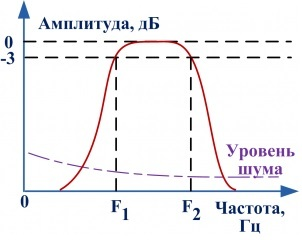 Амплитуда, дБ
0
-3
Уровень
шума
0
F1
F2
Частота,
Гц